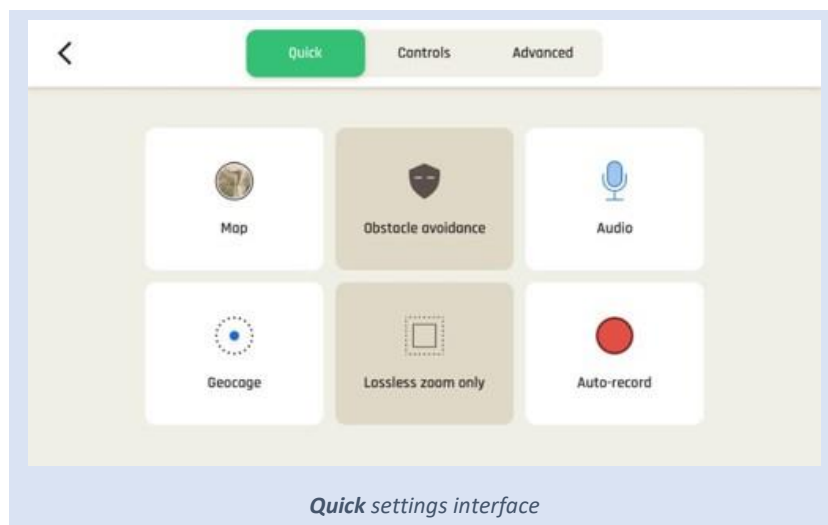 Quick Controls Advanced
Map Obstacle avoidance Audio
Geocage Lossless zoom only Auto-record
Quick settings interface